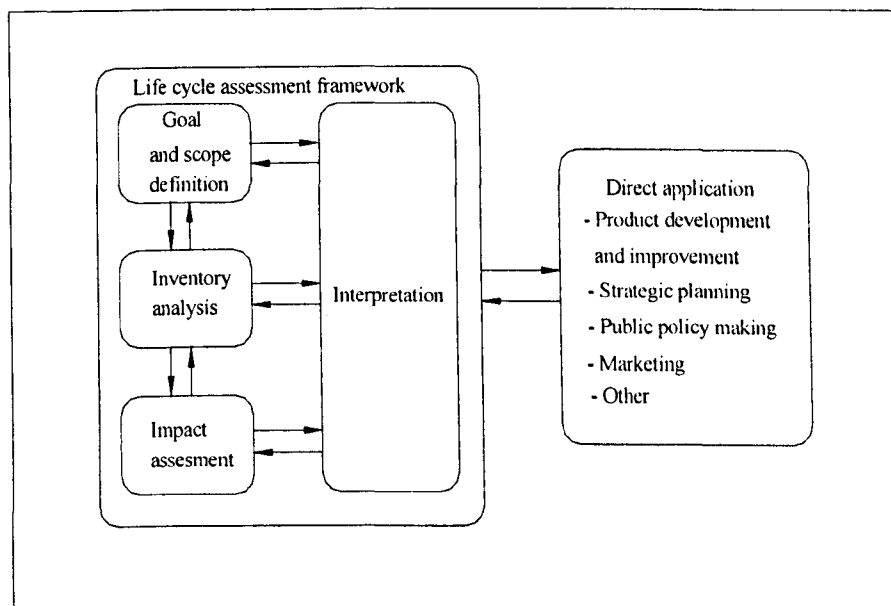 Life cycle assessment framework
Goal
and scope
definition
Inventory
analysis
Impact
assesment
Interpretation
Direct application
- Product development
and improvement
- Strategic planning
- Public policy making
- Marketing
- Other